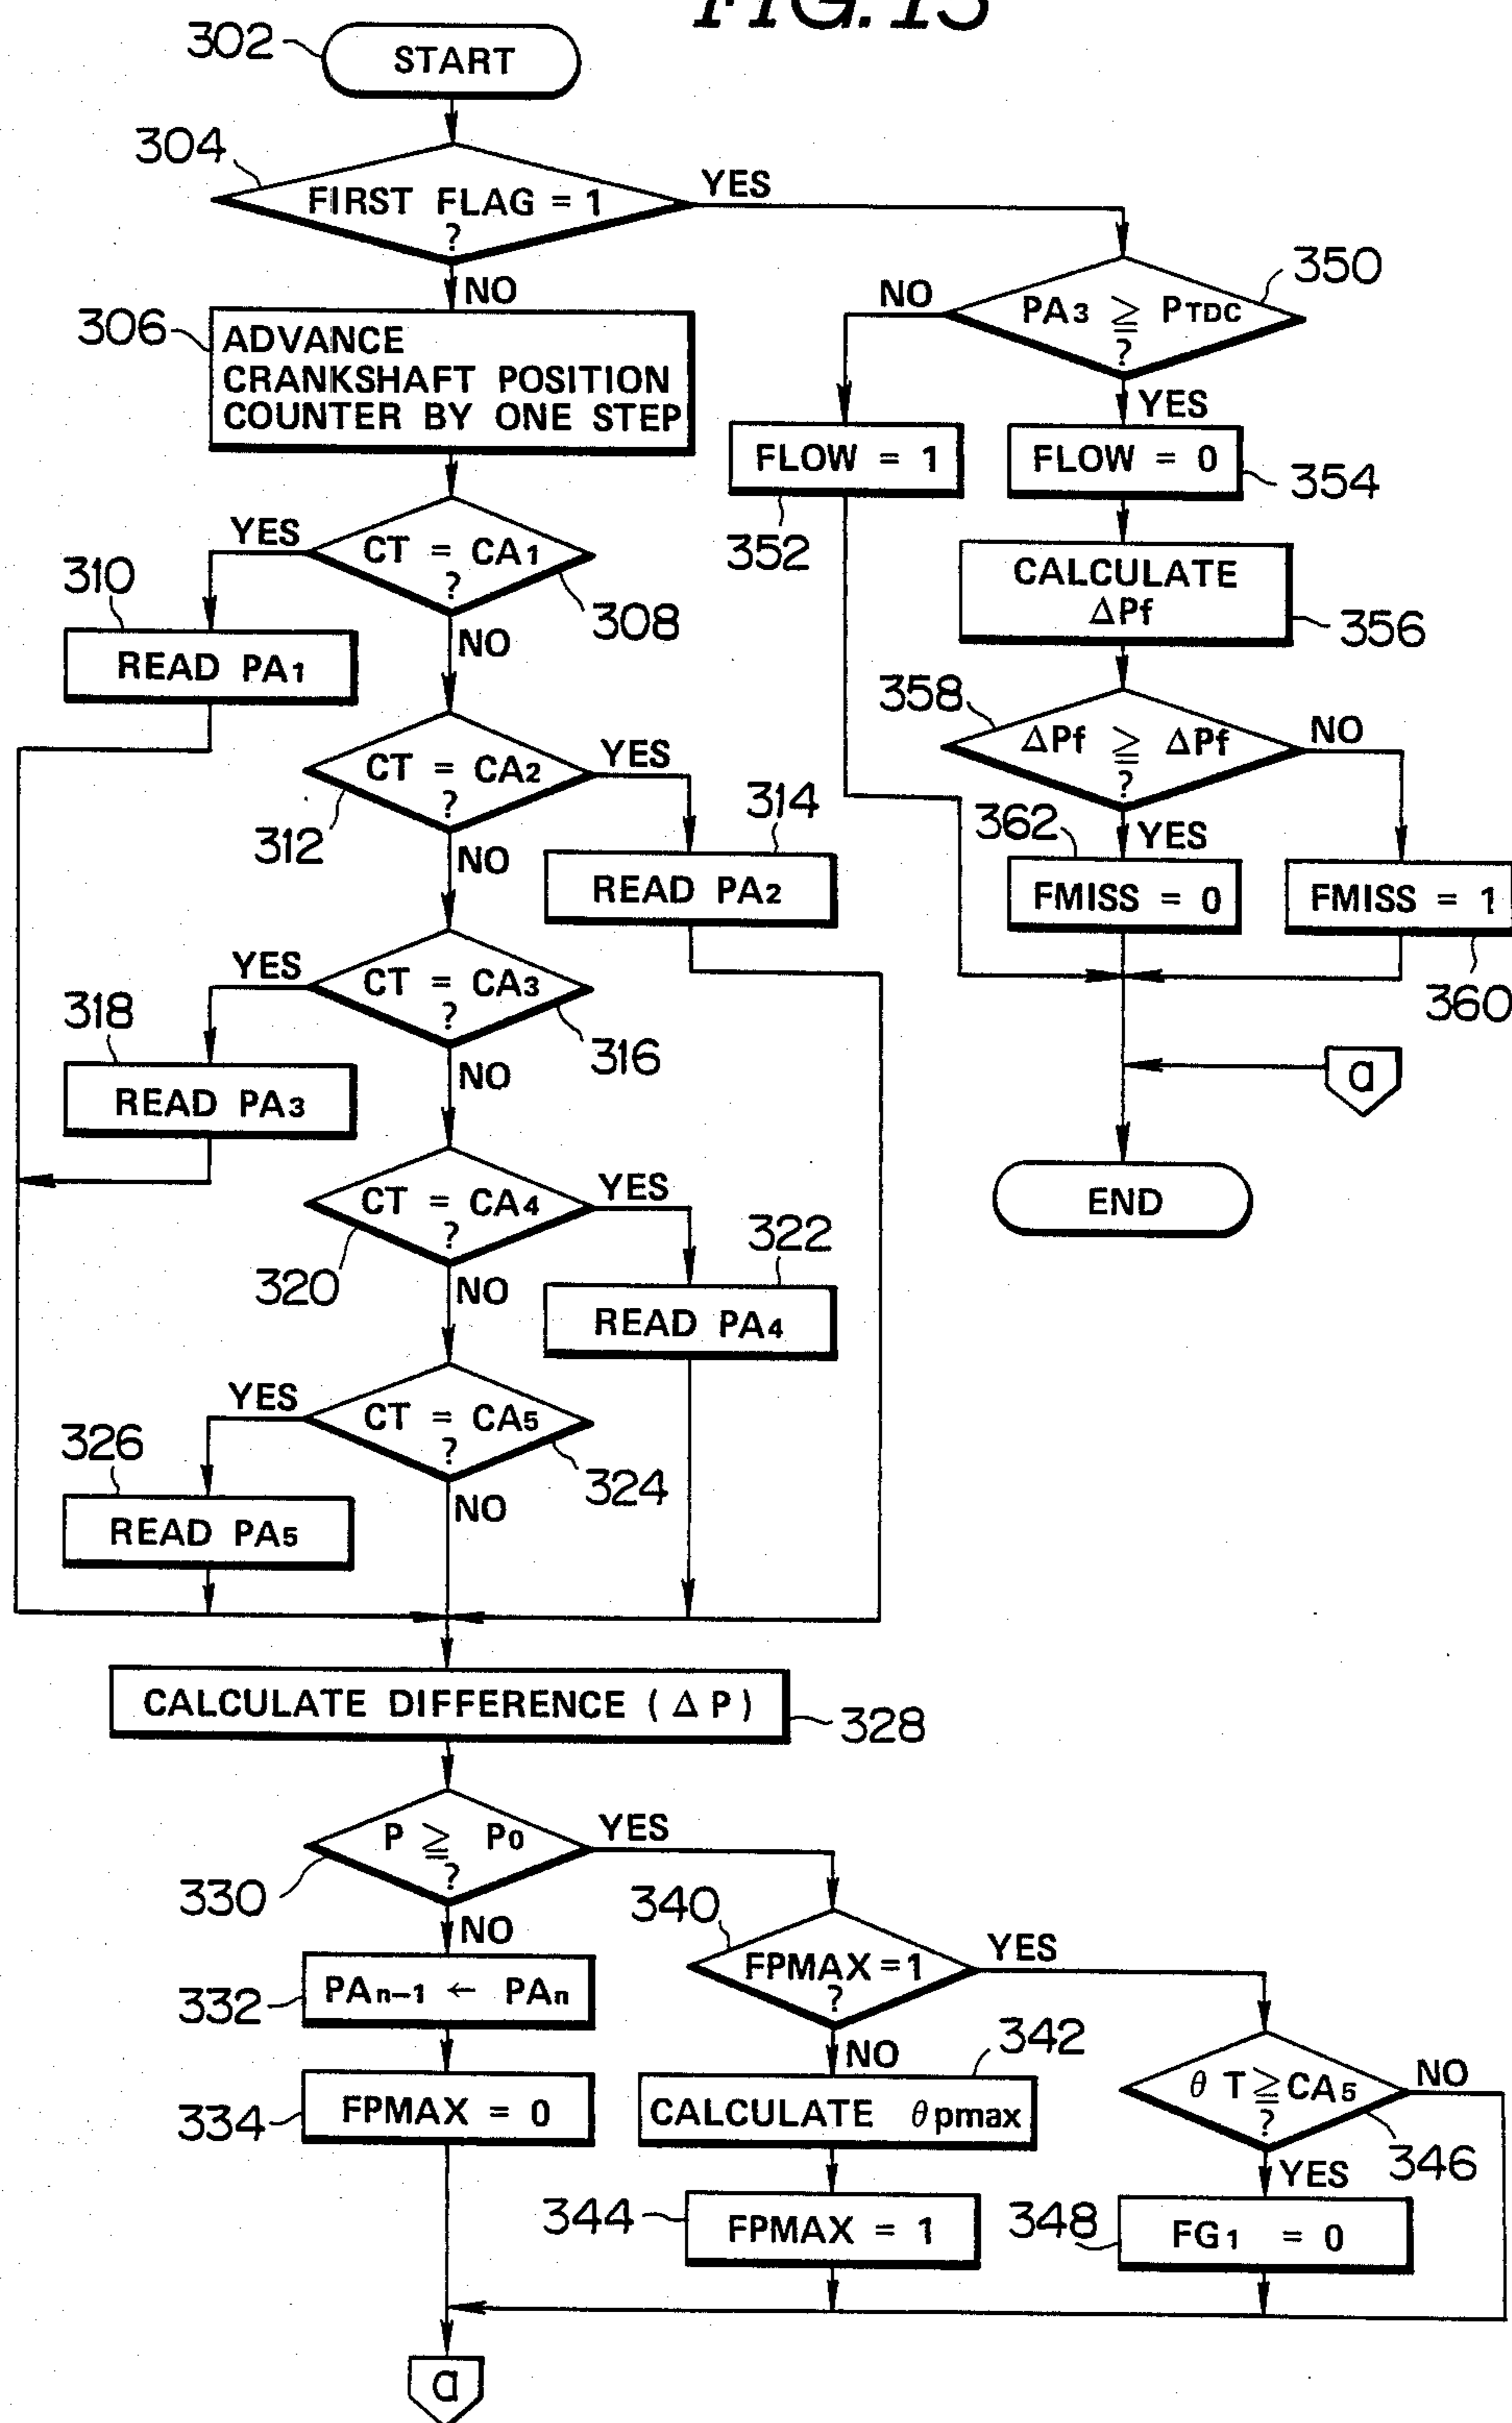 FIG. 13
302
START
304
FIRST FLAG = 1
?
YES
NO
306
ADVANCE
CRANKSHAFT POSITION
COUNTER BY ONE STEP
350
PA3 ≧ PTDC
?
NO
YES
352
FLOW = 1
FLOW = 0
354
CALCULATE
ΔPf
356
358
ΔPf ≧ ΔPf
?
NO
YES
362
FMISS = 0
FMISS = 1
360
a
END
CT = CA1
?
308
YES
NO
310
READ PA1
CT = CA2
?
312
YES
NO
314
READ PA2
CT = CA3
?
316
YES
NO
318
READ PA3
CT = CA4
?
320
YES
NO
322
READ PA4
CT = CA5
?
324
YES
NO
326
READ PA5
CALCULATE DIFFERENCE (ΔP)
328
P ≧ P0
?
330
YES
NO
332
PAn-1 ← PAn
334
FPMAX = 0
340
FPMAX=1
?
YES
NO
342
CALCULATE θpmax
344
FPMAX = 1
θ T≧CA5
?
346
NO
YES
348
FG1 = 0
a